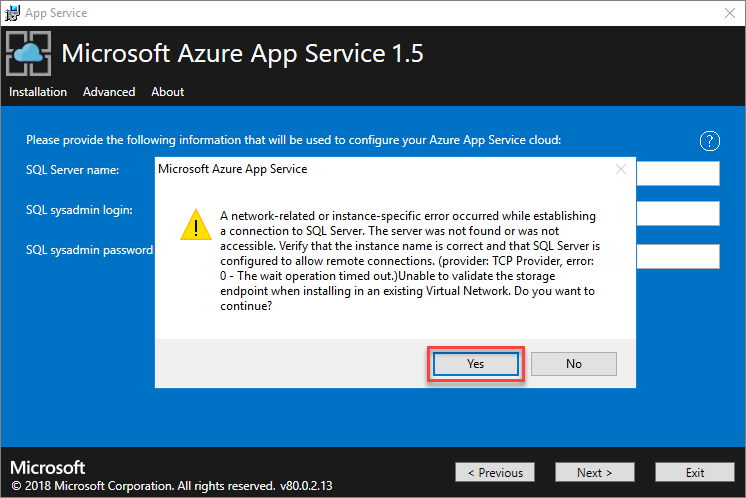 App Service
Microsoft Azure App Service 1.5
Installation Advanced About
Please provide the following information that will be used to configure your Azure App Service cloud:
?
SQL Server name:
SQL sysadmin login:
SQL sysadmin password
Microsoft Azure App Service
A network-related or instance-specific error occurred while establishing
a connection to SQL Server. The server was not found or was not
accessible. Verify that the instance name is correct and that SQL Server is
configured to allow remote connections. (provider: TCP Provider, error:
0 - The wait operation timed out.)Unable to validate the storage
endpoint when installing in an existing Virtual Network. Do you want to
continue?
Yes No
Microsoft
© 2018 Microsoft Corporation. All rights reserved. v80.0.2.13
< Previous Next > Exit